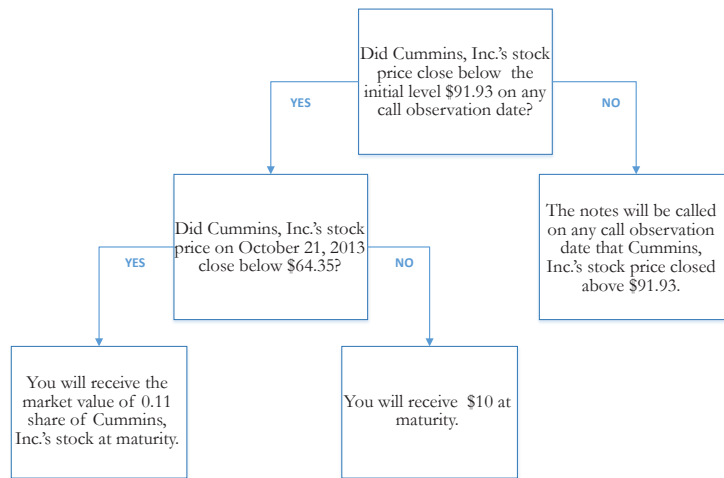 Did Cummins, Inc.'s stock
price close below the
initial level $91.93 on any
call observation date?
YES
NO
Did Cummins, Inc.'s stock
price on October 21, 2013
close below $64.35?
The notes will be called
on any call observation
date that Cummins,
Inc.'s stock price closed
above $91.93.
YES
NO
You will receive the
market value of 0.11
share of Cummins,
Inc.'s stock at maturity.
You will receive $10 at
maturity.